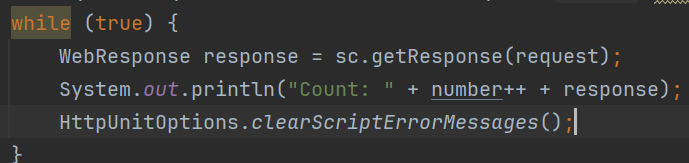 while (true) {
WebResponse response = sc.getResponse(request);
System.out.println("Count: " + number++ + response);
HttpUnitOptions.clearScriptErrorMessages();
}